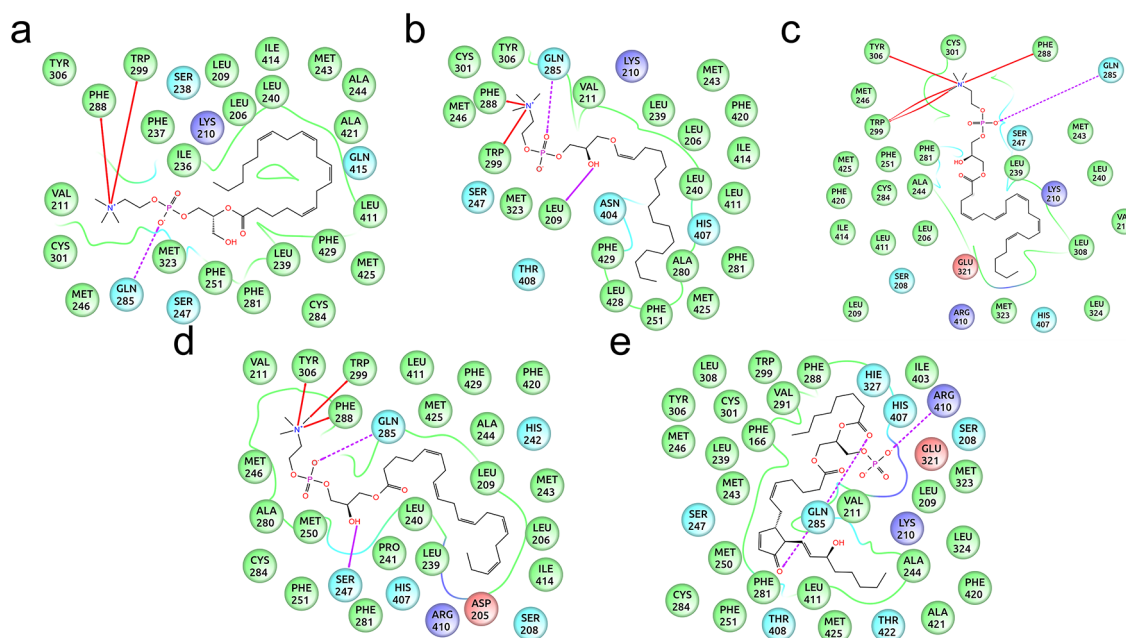 a
TYR 306
TRP 299
SER 238
LEU 209
ILE 414
MET 243
PHE 288
LEU 240
ALA 244
PHE 237
LYS 210
LEU 206
ALA 421
ILE 236
GLN 415
VAL 211
LEU 411
N+
O
O
P
O
O
O
O
O-
OH
CYS 301
MET 323
PHE 429
LEU 239
PHE 251
MET 425
MET 246
GLN 285
SER 247
PHE 281
CYS 284
b
CYS 301
TYR 306
GLN 285
LYS 210
MET 243
PHE 288
VAL 211
MET 246
N+
LEU 239
PHE 420
O
O
P
O
O
O-
OH
LEU 206
TRP 299
ILE 414
SER 247
MET 323
LEU 209
LEU 240
LEU 411
ASN 404
HIS 407
PHE 429
ALA 280
PHE 281
THR 408
LEU 428
PHE 251
MET 425
c
TYR 306
CYS 301
PHE 288
GLN 285
N+
MET 246
TRP 299
O
O
P
O-
O
SER 247
MET 243
MET 425
PHE 251
PHE 281
HO
O
O
LEU 239
LEU 240
PHE 420
CYS 284
ALA 244
LYS 210
ILE 414
LEU 411
LEU 206
LEU 308
GLU 321
SER 208
LEU 209
ARG 410
MET 323
HIS 407
LEU 324
d
VAL 211
TYR 306
TRP 299
LEU 411
PHE 429
PHE 420
PHE 288
MET 425
N+
GLN 285
ALA 244
HIS 242
MET 246
O
O-
P
O
O
O
O
OH
LEU 209
MET 243
ALA 280
MET 250
LEU 240
LEU 206
CYS 284
PRO 241
LEU 239
ILE 414
PHE 251
SER 247
HIS 407
PHE 281
ARG 410
ASP 205
SER 208
e
LEU 308
TRP 299
PHE 288
HIE 327
ILE 403
VAL 291
ARG 410
TYR 306
CYS 301
HIS 407
PHE 166
SER 208
MET 246
LEU 239
O
O
O
O
O
P
O-
O-
O
GLU 321
MET 323
MET 243
LEU 209
SER 247
GLN 285
VAL 211
LYS 210
OH
LEU 324
MET 250
O
ALA 244
PHE 281
LEU 411
PHE 420
CYS 284
PHE 251
THR 408
MET 425
THR 422
ALA 421